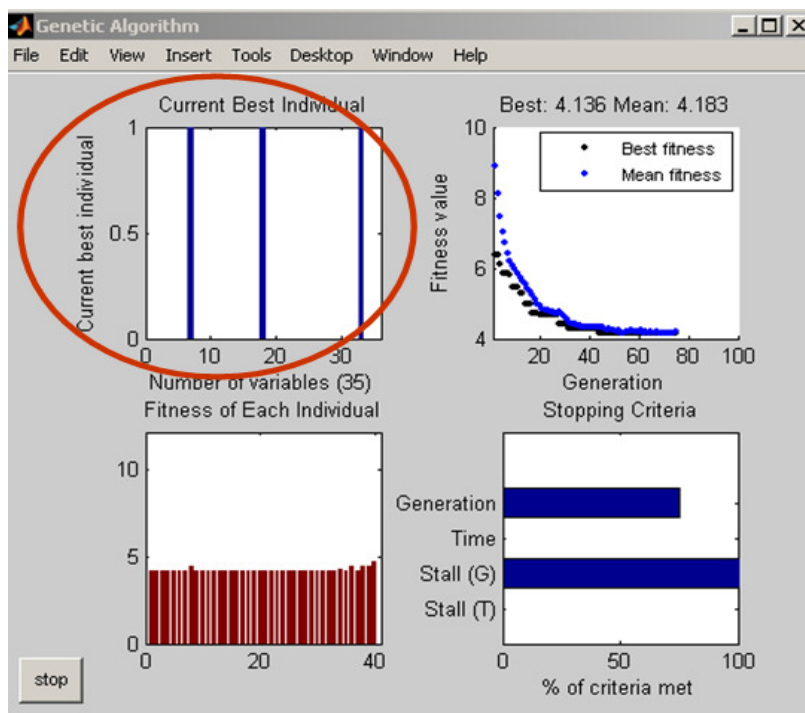 Genetic Algorithm
File Edit View Insert Tools Desktop Window Help
Current Best Individual
Current best individual
1
0.5
0
0 10 20 30
Number of variables (35)
Best: 4.136 Mean: 4.183
Fitness value
10
8
6
4
Best fitness
Mean fitness
20 40 60 80 100
Generation
Fitness of Each Individual
10
5
0
0 20 40
Stopping Criteria
Generation
Time
Stall (G)
Stall (T)
0 50 100
% of criteria met
stop